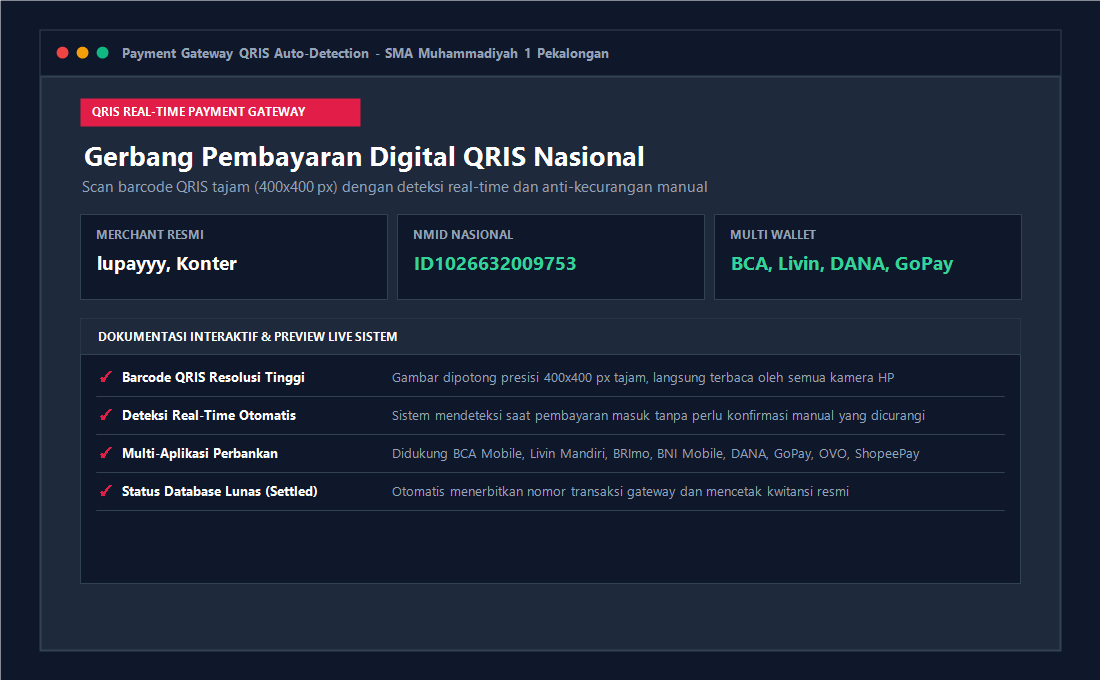 Payment Gateway QRIS Auto-Detection - SMA Muhammadiyah 1 Pekalongan
QRIS REAL-TIME PAYMENT GATEWAY
Gerbang Pembayaran Digital QRIS Nasional
Scan barcode QRIS tajam (400x400 px) dengan deteksi real-time dan anti-kecurangan manual
MERCHANT RESMI
lupayyy, Konter
NMID NASIONAL
ID1026632009753
MULTI WALLET
BCA, Livin, DANA, GoPay
DOKUMENTASI INTERAKTIF & PREVIEW LIVE SISTEM
✓ Barcode QRIS Resolusi Tinggi Gambar dipotong presisi 400x400 px tajam, langsung terbaca oleh semua kamera HP
✓ Deteksi Real-Time Otomatis Sistem mendeteksi saat pembayaran masuk tanpa perlu konfirmasi manual yang dicurangi
✓ Multi-Aplikasi Perbankan Didukung BCA Mobile, Livin Mandiri, BRImo, BNI Mobile, DANA, GoPay, OVO, ShopeePay
✓ Status Database Lunas (Settled) Otomatis menerbitkan nomor transaksi gateway dan mencetak kwitansi resmi